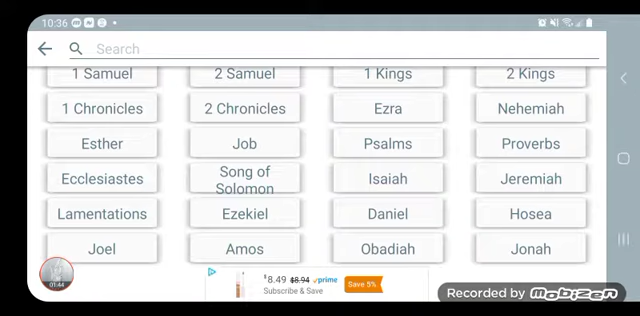 10:36
Search
1 Samuel 2 Samuel 1 Kings 2 Kings
1 Chronicles 2 Chronicles Ezra Nehemiah
Esther Job Psalms Proverbs
Ecclesiastes Song of Solomon Isaiah Jeremiah
Lamentations Ezekiel Daniel Hosea
Joel Amos Obadiah Jonah
01:44
$8.49 $8.94 prime
Subscribe & Save
Save 5%
Recorded by MOBIZEN